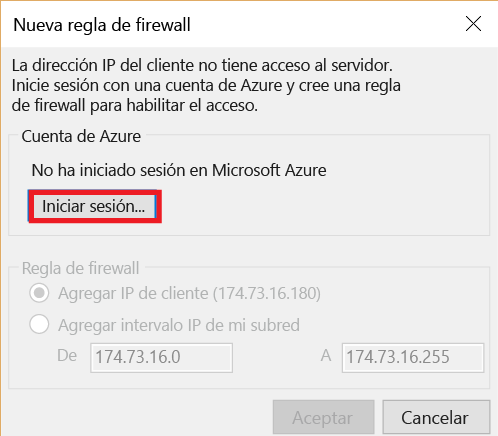 Nueva regla de firewall
La dirección IP del cliente no tiene acceso al servidor.
Inicie sesión con una cuenta de Azure y cree una regla
de firewall para habilitar el acceso.
Cuenta de Azure
No ha iniciado sesión en Microsoft Azure
Iniciar sesión...
Regla de firewall
Agregar IP de cliente (174.73.16.180)
Agregar intervalo IP de mi subred
De 174.73.16.0 A 174.73.16.255
Aceptar Cancelar